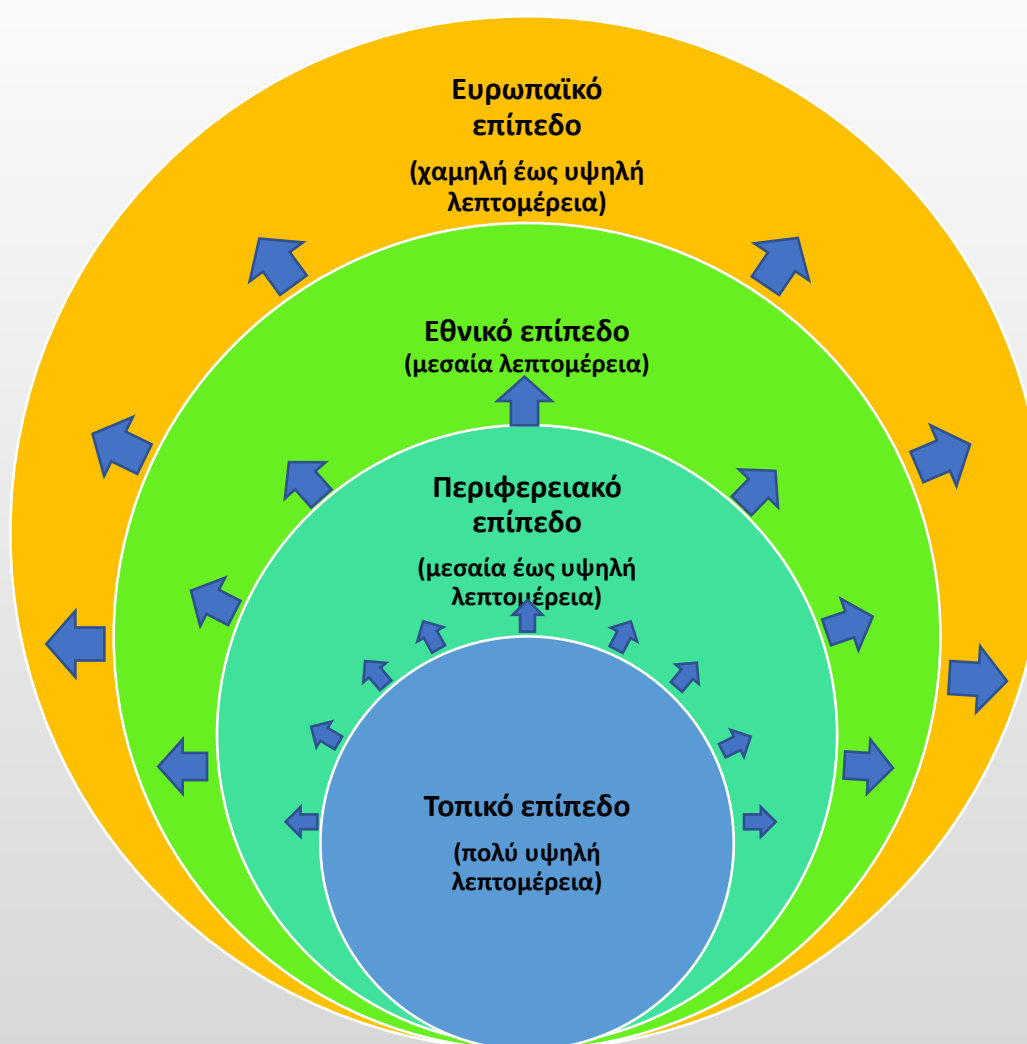 Ευρωπαϊκό
επίπεδο
(χαμηλή έως υψηλή
λεπτομέρεια)
Εθνικό επίπεδο
(μεσαία λεπτομέρεια)
Περιφερειακό
επίπεδο
(μεσαία έως υψηλή
λεπτομέρεια)
Τοπικό επίπεδο
(πολύ υψηλή
λεπτομέρεια)